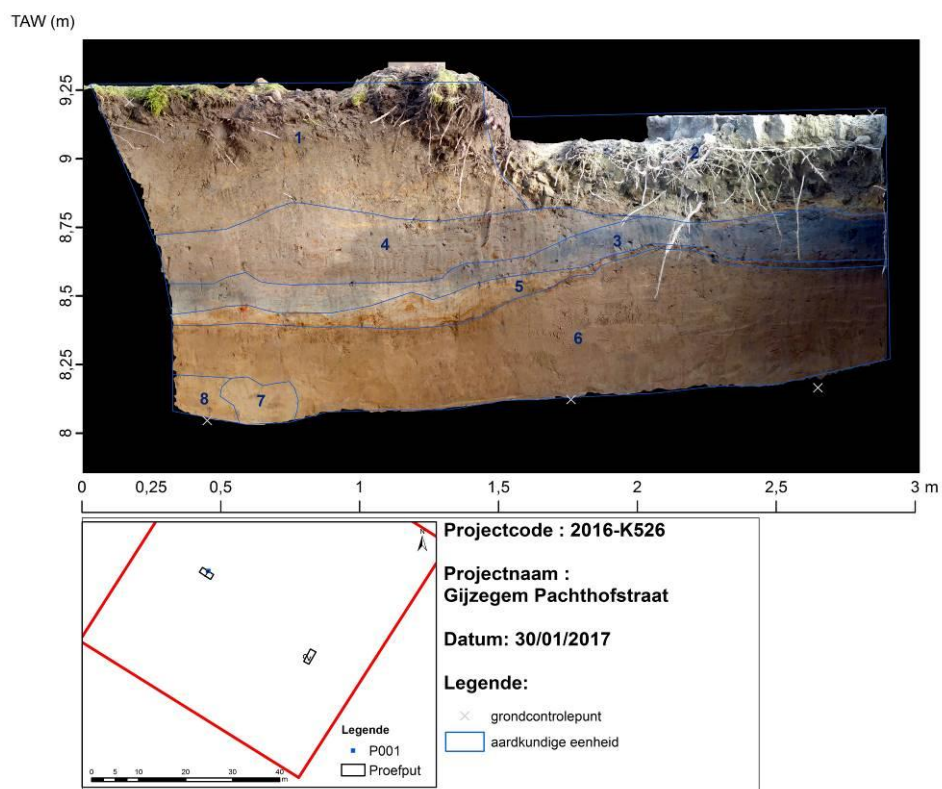 TAW (m)
9,25
9
8,75
8,5
8,25
8
1
2
3
4
5
6
7
8
0 0,25 0,5 1 1,5 2 2,5 3 m
N
Legende
P001
Proefput
0 5 10 20 30 40
m
Projectcode : 2016-K526
Projectnaam :
Gijzegem Pachthofstraat
Datum: 30/01/2017
Legende:
grondcontrolepunt
aardkundige eenheid